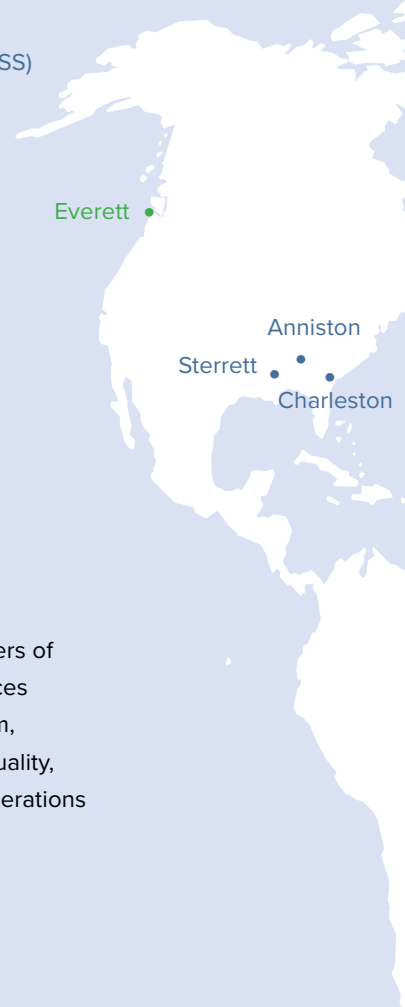 SS)
Everett
Anniston
Sterrett
Charleston
ers of
ces
n,
uality,
erations